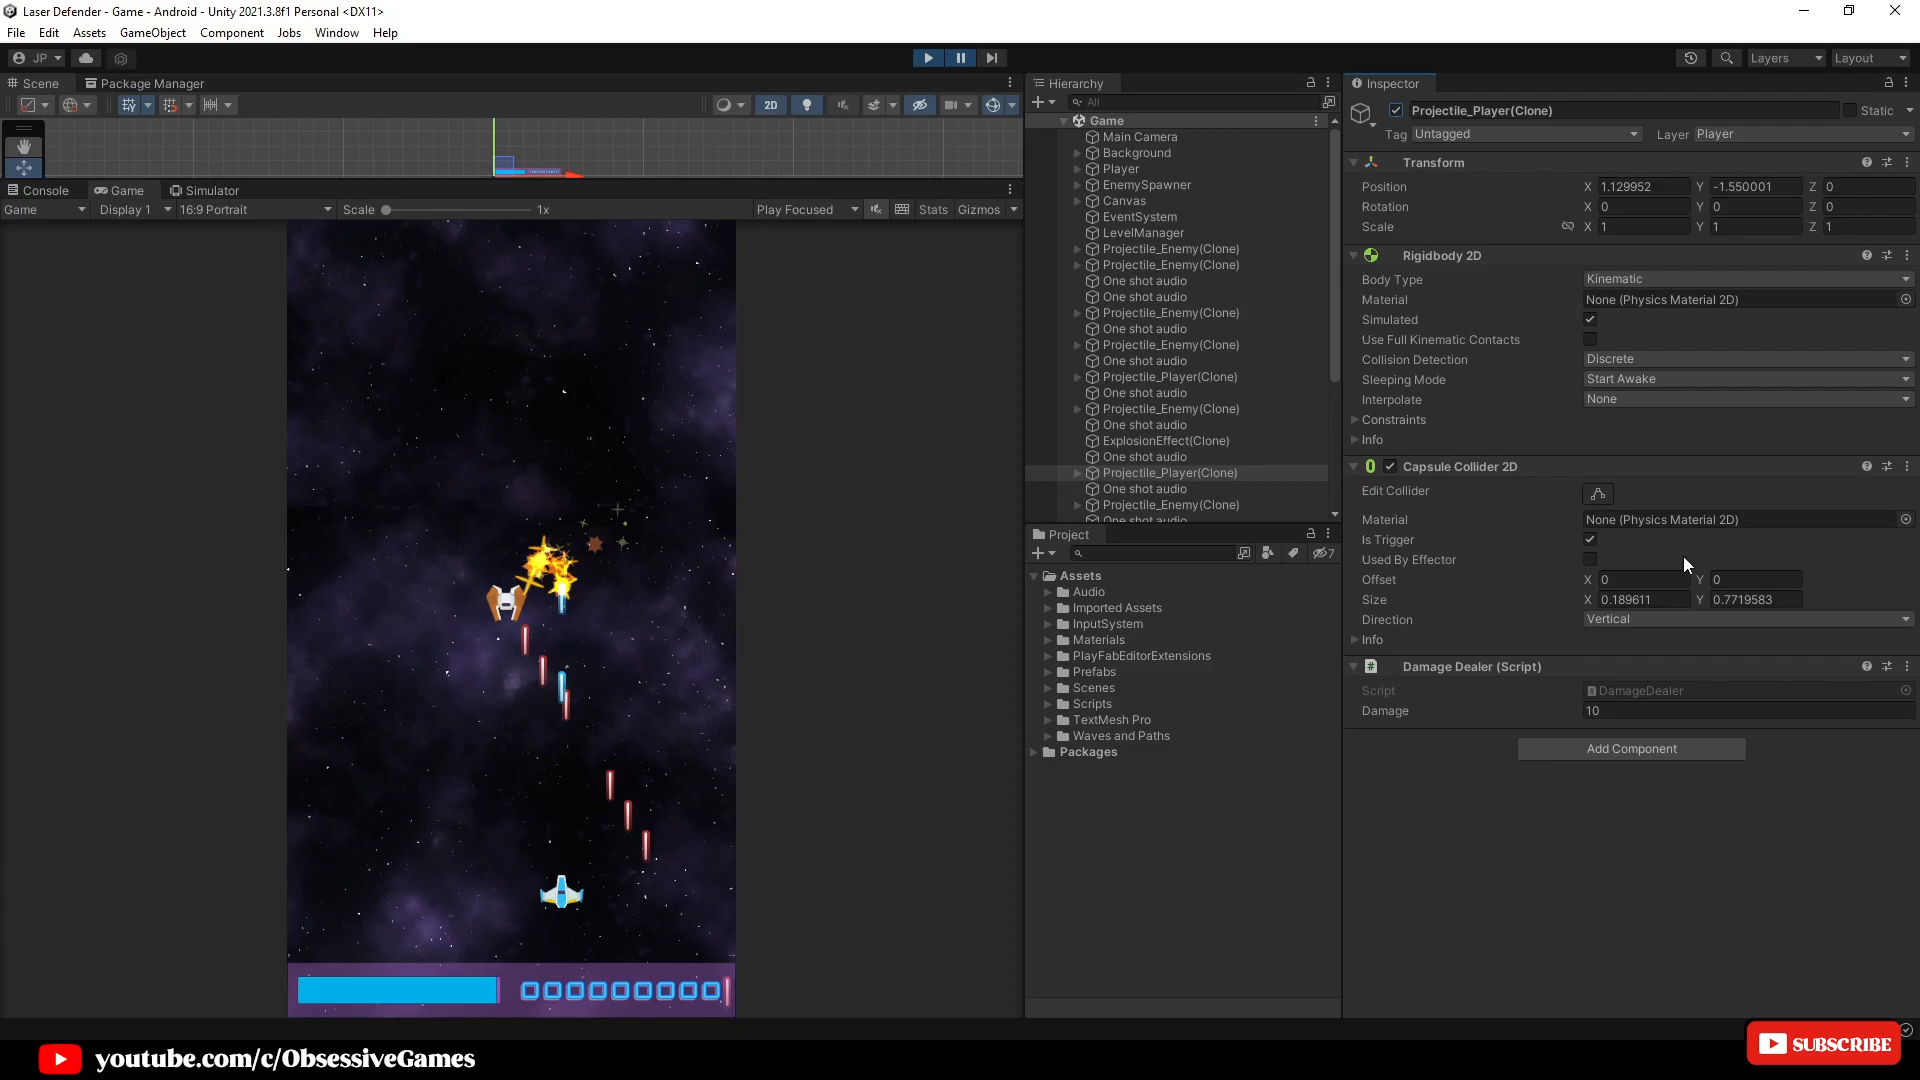 Laser Defender - Game - Android - Unity 2021.3.8f1 Personal <DX11>
File Edit Assets GameObject Component Jobs Window Help
JP
Layers
Layout
Scene
Package Manager
2D
Console
Game
Simulator
Game
Display 1
16:9 Portrait
Scale
1x
Play Focused
Stats
Gizmos
Hierarchy
All
Game
Main Camera
Background
Player
EnemySpawner
Canvas
EventSystem
LevelManager
Projectile_Enemy(Clone)
Projectile_Enemy(Clone)
One shot audio
One shot audio
Projectile_Enemy(Clone)
One shot audio
Projectile_Enemy(Clone)
One shot audio
Projectile_Player(Clone)
One shot audio
Projectile_Enemy(Clone)
One shot audio
ExplosionEffect(Clone)
One shot audio
Projectile_Player(Clone)
One shot audio
Projectile_Enemy(Clone)
One shot audio
Project
7
Assets
Audio
Imported Assets
InputSystem
Materials
PlayFabEditorExtensions
Prefabs
Scenes
Scripts
TextMesh Pro
Waves and Paths
Packages
Inspector
Projectile_Player(Clone)
Static
Tag Untagged
Layer Player
Transform
Position X 1.129952 Y -1.550001 Z 0
Rotation X 0 Y 0 Z 0
Scale X 1 Y 1 Z 1
Rigidbody 2D
Body Type Kinematic
Material None (Physics Material 2D)
Simulated
Use Full Kinematic Contacts
Collision Detection Discrete
Sleeping Mode Start Awake
Interpolate None
Constraints
Info
Capsule Collider 2D
Edit Collider
Material None (Physics Material 2D)
Is Trigger
Used By Effector
Offset X 0 Y 0
Size X 0.189611 Y 0.7719583
Direction Vertical
Info
# Damage Dealer (Script)
Script DamageDealer
Damage 10
Add Component
youtube.com/c/ObsessiveGames
SUBSCRIBE